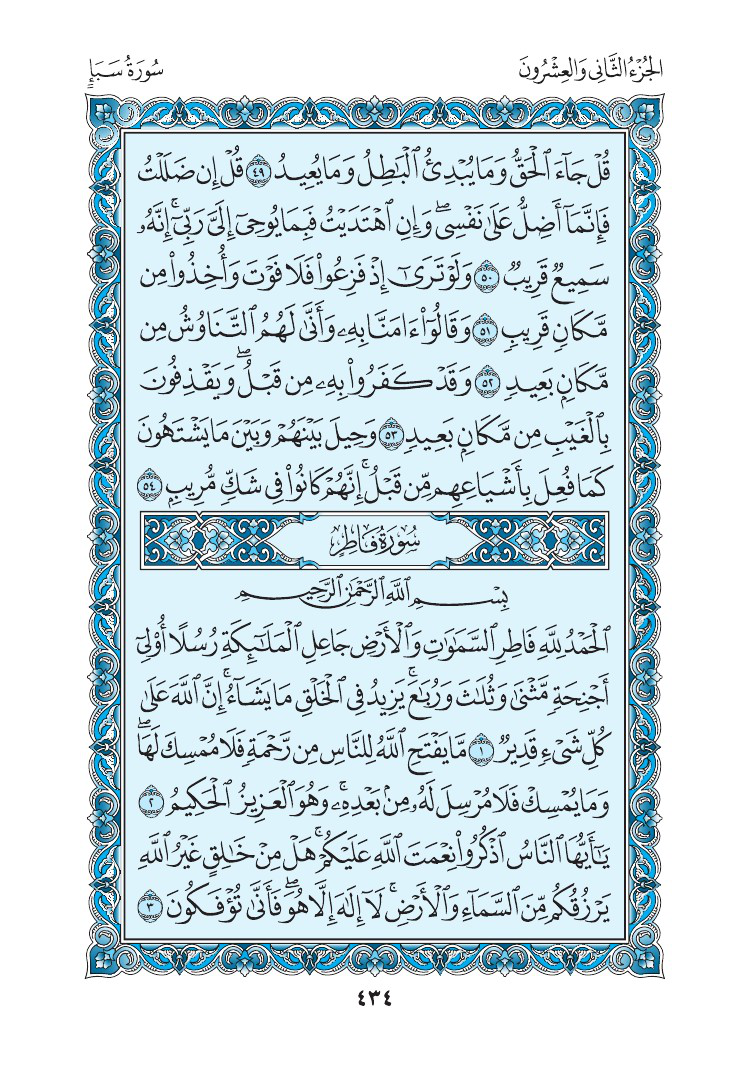 الجُزْءُ الثَّانِي وَالعِشْرُونَ
سُورَةُ سَبَإٍ
قُلْ جَآءَ ٱلْحَقُّ وَمَا يُبْدِئُ ٱلْبَٰطِلُ وَمَا يُعِيدُ ٤٩ قُلْ إِن ضَلَلْتُ
فَإِنَّمَآ أَضِلُّ عَلَىٰ نَفْسِىۖ وَإِنِ ٱهْتَدَيْتُ فَبِمَا يُوحِىٓ إِلَىَّ رَبِّىٓۚ إِنَّهُۥ
سَمِيعٌ قَرِيبٌ ٥٠ وَلَوْ تَرَىٰٓ إِذْ فَزِعُوا۟ فَلَا فَوْتَ وَأُخِذُوا۟ مِن
مَّكَانٍ قَرِيبٍ ٥١ وَقَالُوٓا۟ ءَامَنَّا بِهِۦ وَأَنَّىٰ لَهُمُ ٱلتَّنَاوُشُ مِن
مَّكَانٍۭ بَعِيدٍ ٥٢ وَقَدْ كَفَرُوا۟ بِهِۦ مِن قَبْلُۖ وَيَقْذِفُونَ
بِٱلْغَيْبِ مِن مَّكَانٍۭ بَعِيدٍ ٥٣ وَحِيلَ بَيْنَهُمْ وَبَيْنَ مَا يَشْتَهُونَ
كَمَا فُعِلَ بِأَشْيَاعِهِم مِّن قَبْلُۚ إِنَّهُمْ كَانُوا۟ فِى شَكٍّ مُّرِيبٍۭ ٥٤
سُورَةُ فَاطِرٍ
بِسْمِ ٱللَّهِ ٱلرَّحْمَٰنِ ٱلرَّحِيمِ
ٱلْحَمْدُ لِلَّهِ فَاطِرِ ٱلسَّمَٰوَٰتِ وَٱلْأَرْضِ جَاعِلِ ٱلْمَلَٰٓئِكَةِ رُسُلًا أُو۟لِىٓ
أَجْنِحَةٍ مَّثْنَىٰ وَثُلَٰثَ وَرُبَٰعَۚ يَزِيدُ فِى ٱلْخَلْقِ مَا يَشَآءُۚ إِنَّ ٱللَّهَ عَلَىٰ
كُلِّ شَىْءٍ قَدِيرٌ ١ مَّا يَفْتَحِ ٱللَّهُ لِلنَّاسِ مِن رَّحْمَةٍ فَلَا مُمْسِكَ لَهَاۖ
وَمَا يُمْسِكْ فَلَا مُرْسِلَ لَهُۥ مِنۢ بَعْدِهِۦۚ وَهُوَ ٱلْعَزِيزُ ٱلْحَكِيمُ ٢
يَٰٓأَيُّهَا ٱلنَّاسُ ٱذْكُرُوا۟ نِعْمَتَ ٱللَّهِ عَلَيْكُمْۚ هَلْ مِنْ خَٰلِقٍ غَيْرُ ٱللَّهِ
يَرْزُقُكُم مِّنَ ٱلسَّمَآءِ وَٱلْأَرْضِۚ لَآ إِلَٰهَ إِلَّا هُوَۖ فَأَنَّىٰ تُؤْفَكُونَ ٣
٤٣٤